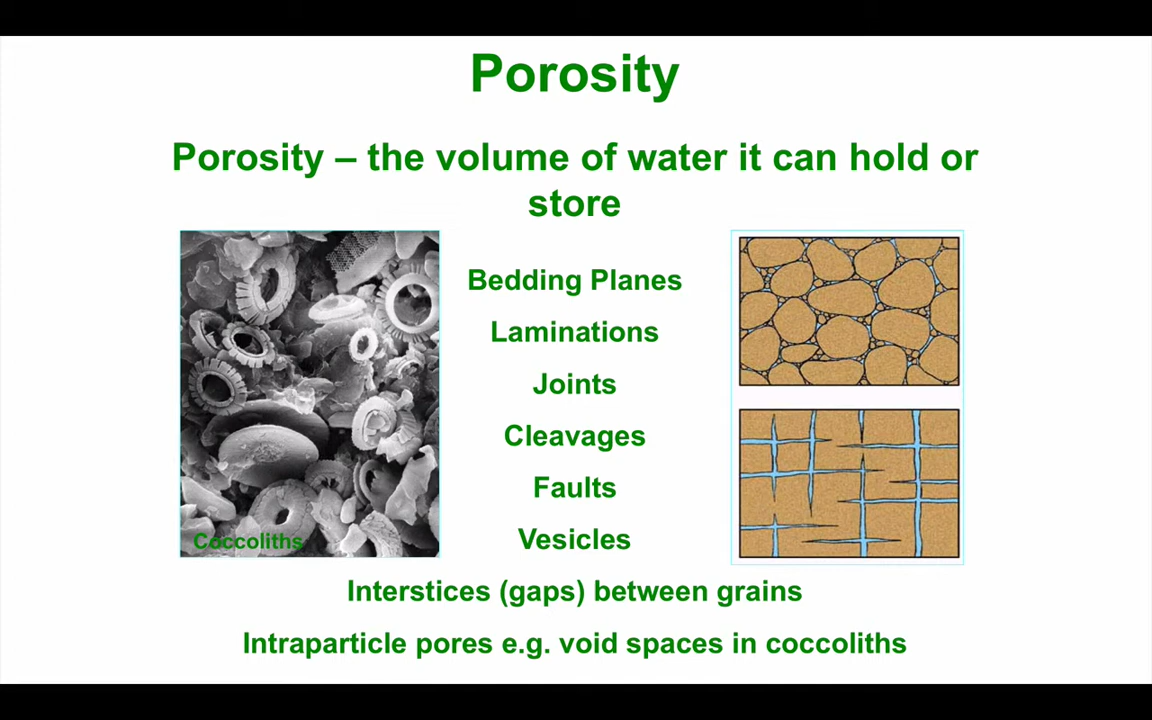 Porosity
Porosity – the volume of water it can hold or
store
Bedding Planes
Laminations
Joints
Cleavages
Faults
Vesicles
Coccoliths
Interstices (gaps) between grains
Intraparticle pores e.g. void spaces in coccoliths